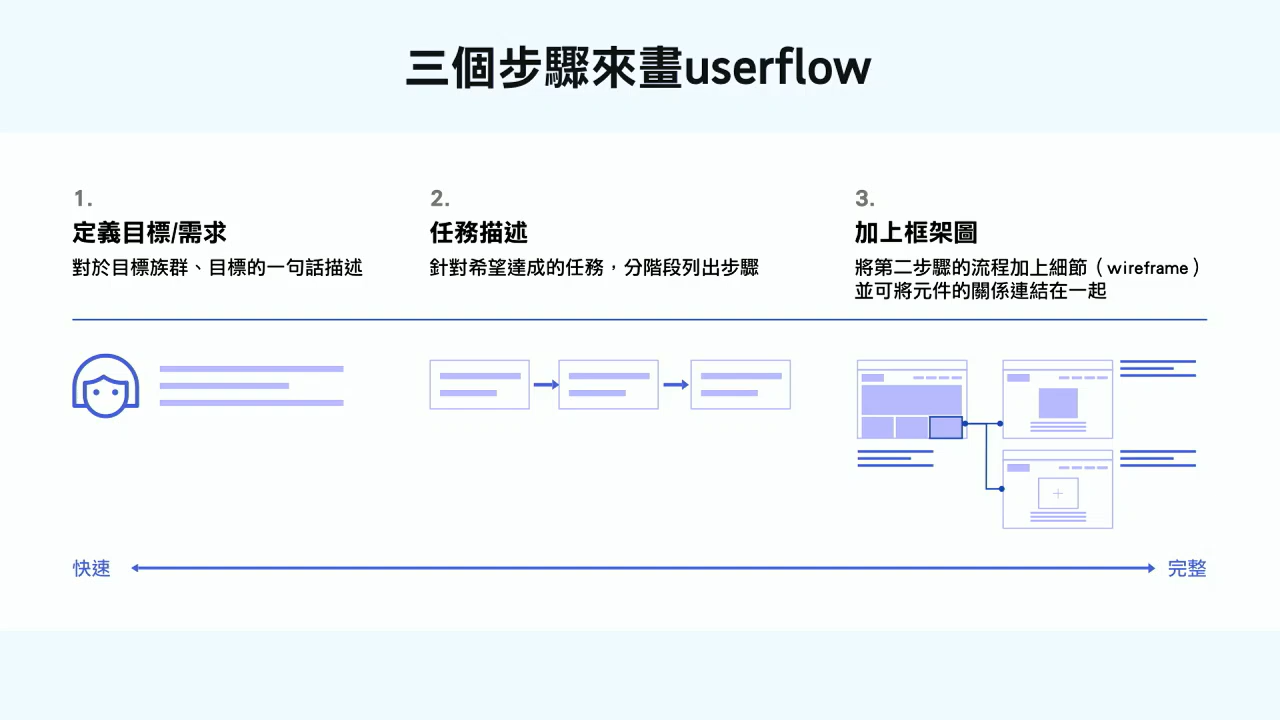 三個步驟來畫userflow
1.
定義目標/需求
對於目標族群、目標的一句話描述
2.
任務描述
針對希望達成的任務，分階段列出步驟
3.
加上框架圖
將第二步驟的流程加上細節（wireframe）
並可將元件的關係連結在一起
快速
完整